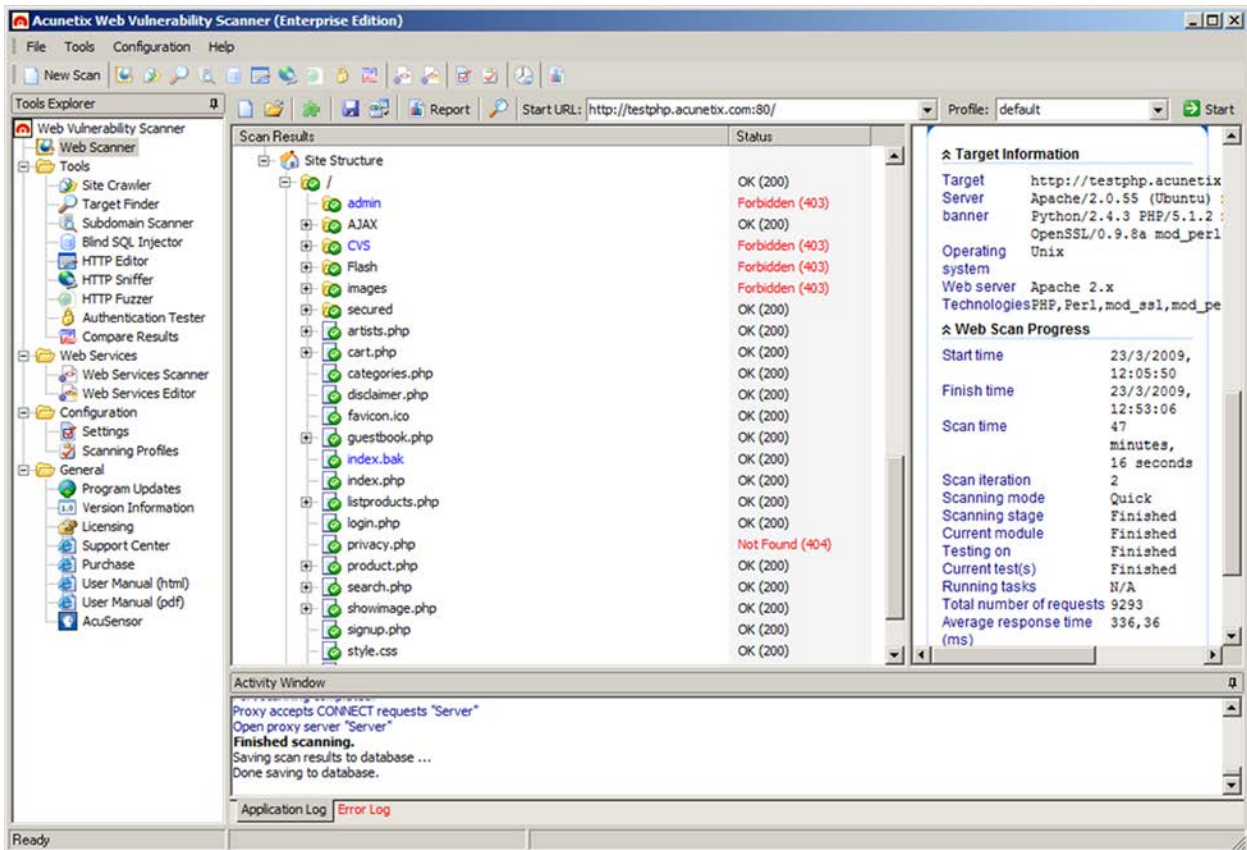 Acunetix Web Vulnerability Scanner (Enterprise Edition)
File Tools Configuration Help
New Scan
Tools Explorer
Report
Start URL: http://testphp.acunetix.com:80/
Profile: default
Start
Web Vulnerability Scanner
Web Scanner
Tools
Site Crawler
Target Finder
Subdomain Scanner
Blind SQL Injector
HTTP Editor
HTTP Sniffer
HTTP Fuzzer
Authentication Tester
Compare Results
Web Services
Web Services Scanner
Web Services Editor
Configuration
Settings
Scanning Profiles
General
Program Updates
Version Information
Licensing
Support Center
Purchase
User Manual (html)
User Manual (pdf)
AcuSensor
Scan Results Status
Site Structure
/ OK (200)
admin Forbidden (403)
AJAX OK (200)
CVS Forbidden (403)
Flash Forbidden (403)
images Forbidden (403)
secured OK (200)
artists.php OK (200)
cart.php OK (200)
categories.php OK (200)
disclaimer.php OK (200)
favicon.ico OK (200)
guestbook.php OK (200)
index.bak OK (200)
index.php OK (200)
listproducts.php OK (200)
login.php OK (200)
privacy.php Not Found (404)
product.php OK (200)
search.php OK (200)
showimage.php OK (200)
signup.php OK (200)
style.css OK (200)
Target Information
Target http://testphp.acunetix
Server banner Apache/2.0.55 (Ubuntu)
Python/2.4.3 PHP/5.1.2
OpenSSL/0.9.8a mod_perl
Operating system Unix
Web server Apache 2.x
Technologies PHP,Perl,mod_ssl,mod_pe
Web Scan Progress
Start time 23/3/2009,
12:05:50
Finish time 23/3/2009,
12:53:06
Scan time 47
minutes,
16 seconds
Scan iteration 2
Scanning mode Quick
Scanning stage Finished
Current module Finished
Testing on Finished
Current test(s) Finished
Running tasks N/A
Total number of requests 9293
Average response time 336,36
(ms)
Activity Window
Proxy accepts CONNECT requests "Server"
Open proxy server "Server"
Finished scanning.
Saving scan results to database ...
Done saving to database.
Application Log Error Log
Ready